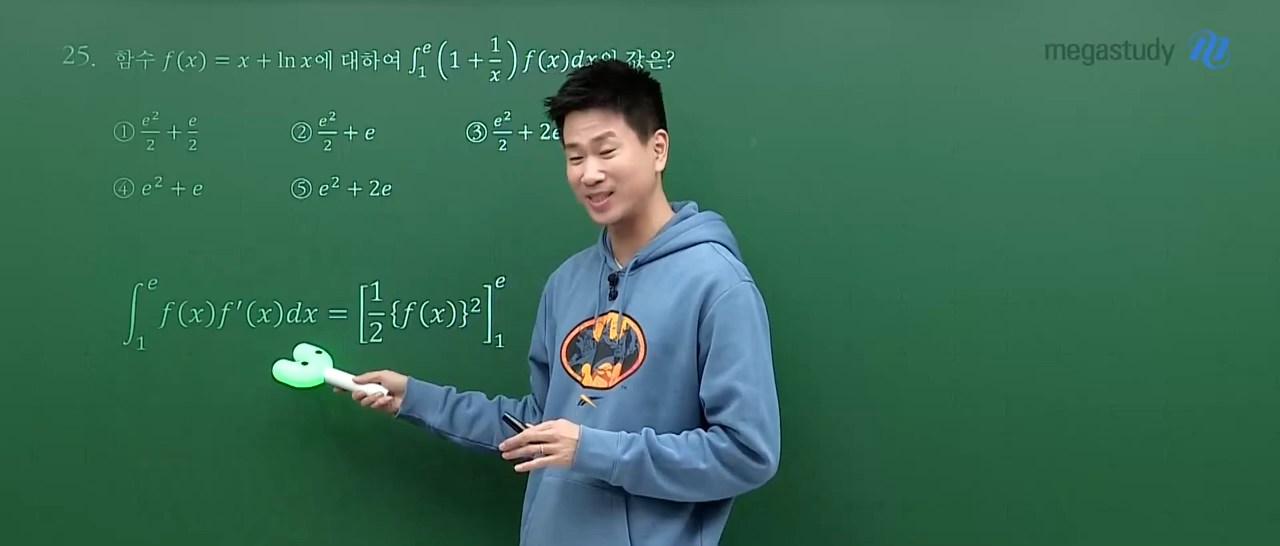 25. 함수 f(x) = x + ln x에 대하여 ∫₁ᵉ (1 + 1/x) f(x)dx의 값은?
① e²/2 + e/2 ② e²/2 + e ③ e²/2 + 2e
④ e² + e ⑤ e² + 2e
∫₁ᵉ f(x)f'(x)dx = [1/2 {f(x)}²]₁ᵉ
megastudy